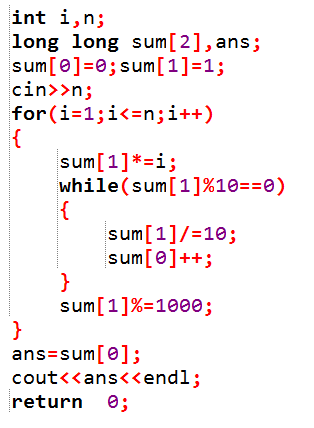 int i,n;
long long sum[2],ans;
sum[0]=0;sum[1]=1;
cin>>n;
for(i=1;i<=n;i++)
{
    sum[1]*=i;
    while(sum[1]%10==0)
    {
        sum[1]/=10;
        sum[0]++;
    }
    sum[1]%=1000;
}
ans=sum[0];
cout<<ans<<endl;
return  0;